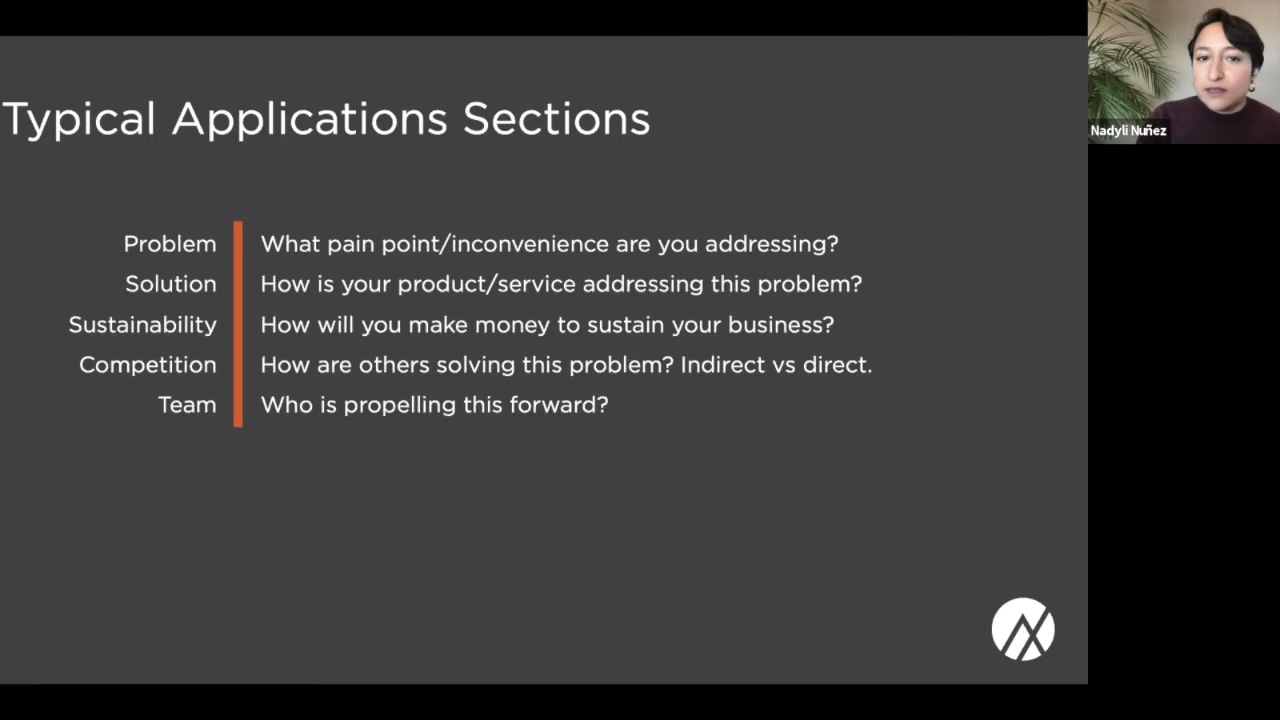 Typical Applications Sections
Problem What pain point/inconvenience are you addressing?
Solution How is your product/service addressing this problem?
Sustainability How will you make money to sustain your business?
Competition How are others solving this problem? Indirect vs direct.
Team Who is propelling this forward?
Nadyli Nuñez